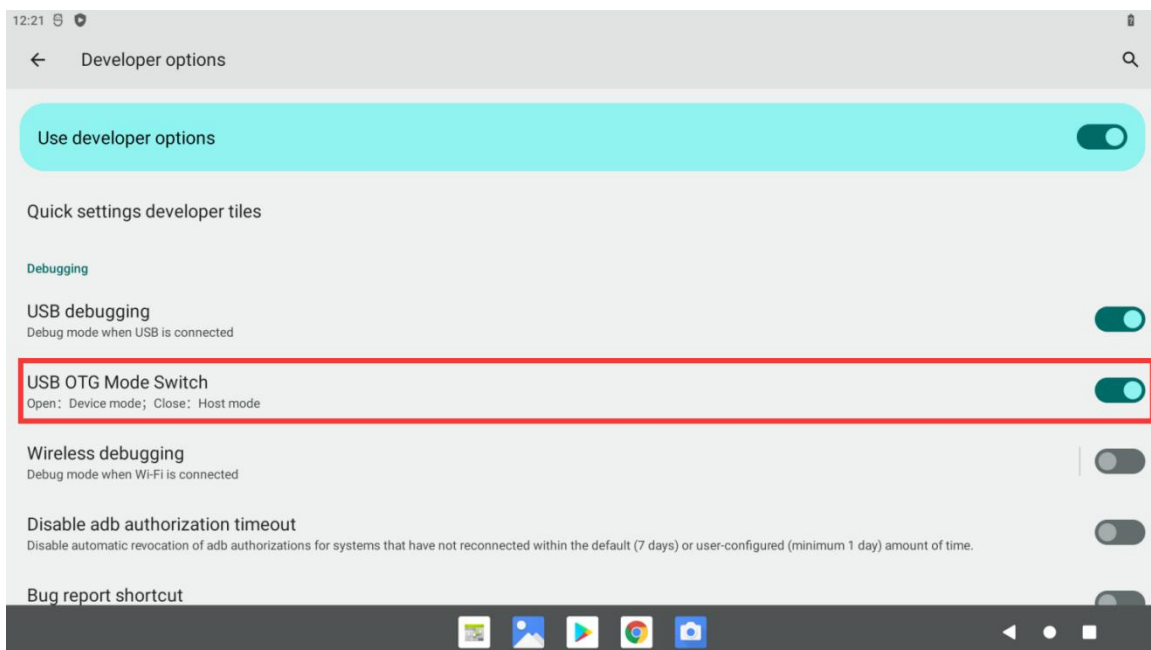 12:21
Developer options
Use developer options
Quick settings developer tiles
Debugging
USB debugging
Debug mode when USB is connected
USB OTG Mode Switch
Open：Device mode；Close：Host mode
Wireless debugging
Debug mode when Wi-Fi is connected
Disable adb authorization timeout
Disable automatic revocation of adb authorizations for systems that have not reconnected within the default (7 days) or user-configured (minimum 1 day) amount of time.
Bug report shortcut